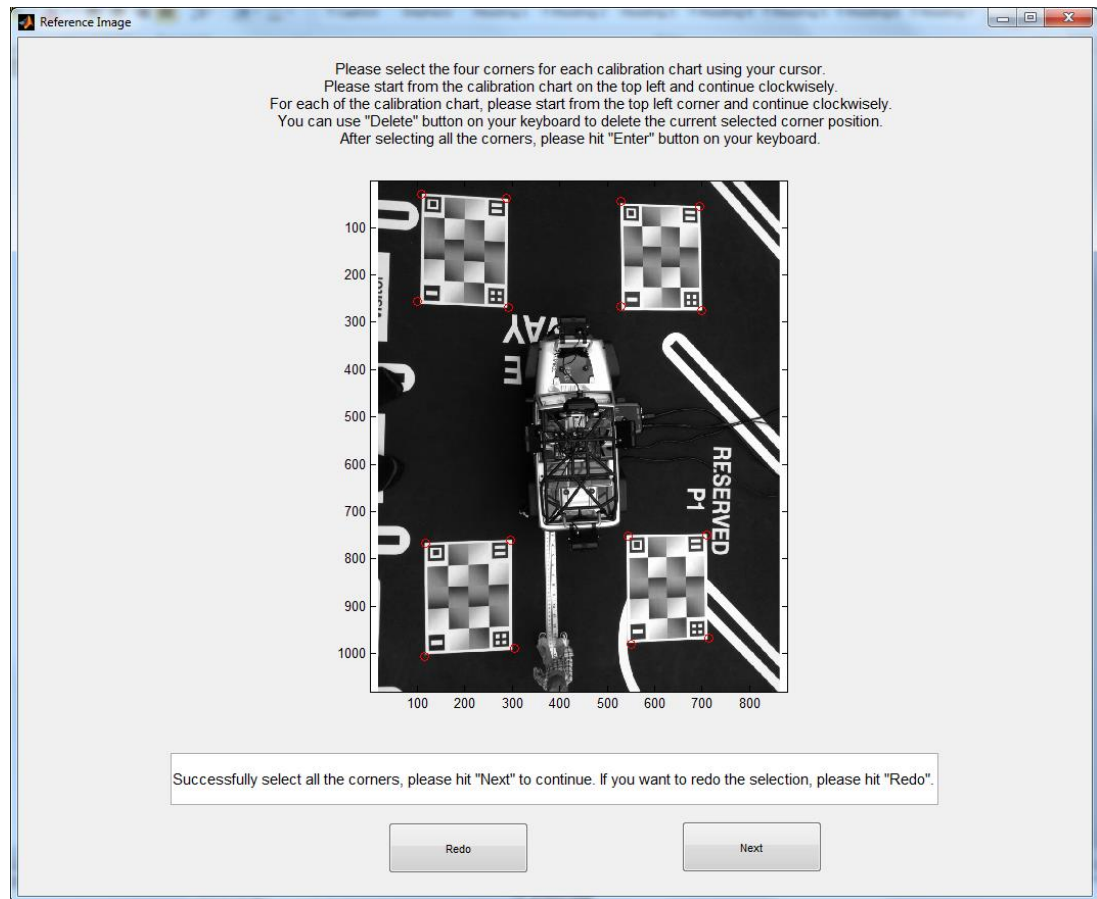 Reference Image
Please select the four corners for each calibration chart using your cursor.
Please start from the calibration chart on the top left and continue clockwisely.
For each of the calibration chart, please start from the top left corner and continue clockwisely.
You can use "Delete" button on your keyboard to delete the current selected corner position.
After selecting all the corners, please hit "Enter" button on your keyboard.
100
200
300
400
500
600
700
800
900
1000
visitor
WAY
E
RESERVED
P1
100 200 300 400 500 600 700 800
Successfully select all the corners, please hit "Next" to continue. If you want to redo the selection, please hit "Redo".
Redo
Next